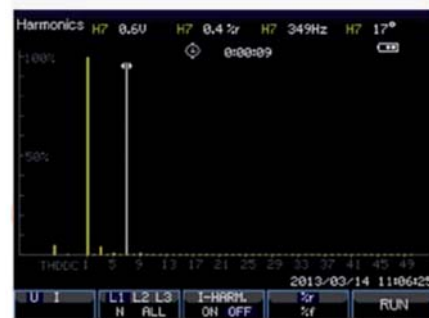 Harmonics H7 0.6V H7 0.4 %r H7 349Hz H7 17°
0:00:09
100%
50%
THDDC 1 5 9 13 17 21 25 29 33 37 41 45 49
2013/03/14 11:06:25
U I L1 L2 L3 I-HARM. %r RUN
N ALL ON OFF %f